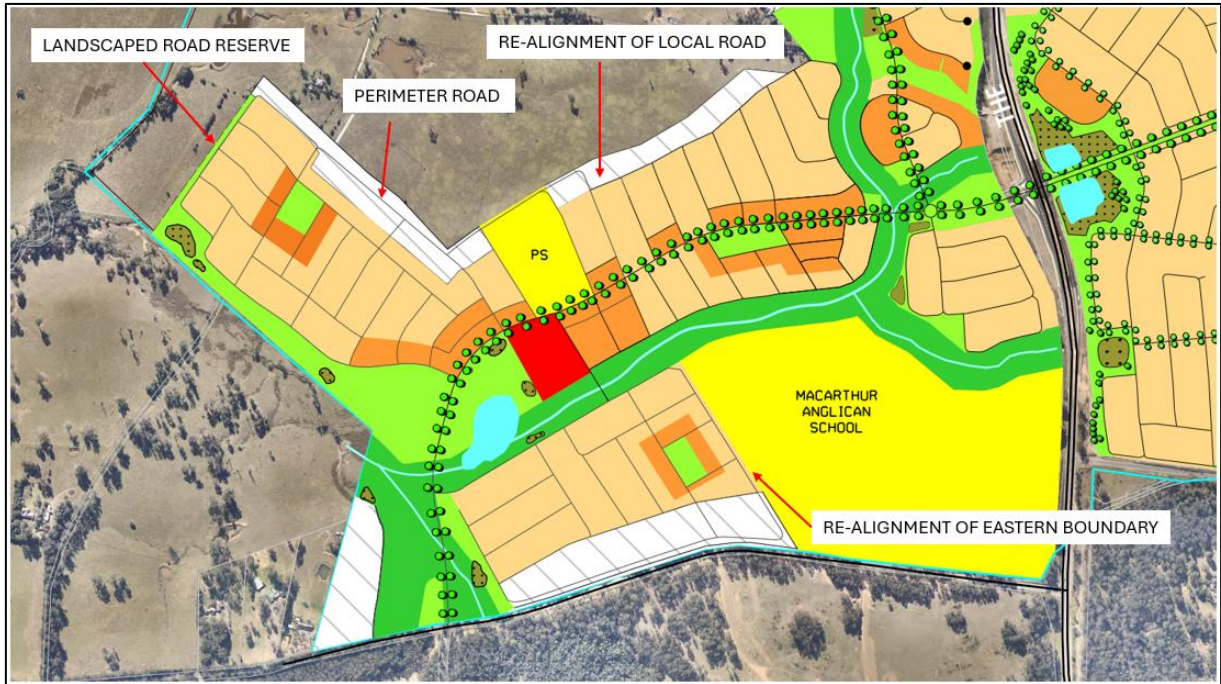 LANDSCAPED ROAD RESERVE
RE-ALIGNMENT OF LOCAL ROAD
PERIMETER ROAD
THE
PS
MACARTHUR
ANGLICAN
SCHOOL
RE-ALIGNMENT OF EASTERN BOUNDARY